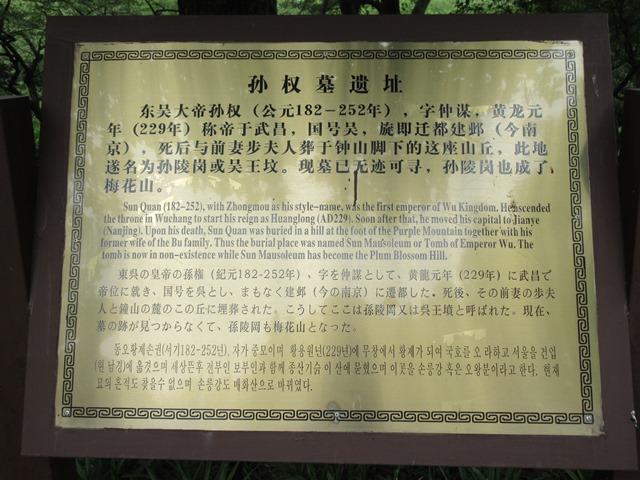 孙权墓遗址
东吴大帝孙权（公元182－252年），字仲谋，黄龙元
年（229年）称帝于武昌，国号吴，旋即迁都建邺（今南
京），死后与前妻步夫人葬于钟山脚下的这座山丘，此地
遂名为孙陵岗或吴王坟。现墓已无迹可寻，孙陵岗也成了
梅花山。
Sun Quan (182-252), with Zhongmou as his style-name, was the first emperor of Wu Kingdom. He ascended
the throne in Wuchang to start his reign as Huanglong (AD229). Soon after that, he moved his capital to Jianye
(Nanjing). Upon his death, Sun Quan was buried in a hill at the foot of the Purple Mountain together with his
former wife of the Bu family. Thus the burial place was named Sun Mausoleum or Tomb of Emperor Wu. The
tomb is now in non-existence while Sun Mausoleum has become the Plum Blossom Hill.
東呉の皇帝の孫権（紀元182-252年）、字を仲謀として、黄龍元年（229年）に武昌で
帝位に就き、国号を呉とし、まもなく建鄴（今の南京）に遷都した。死後、その前妻の歩夫
人と鐘山の麓のこの丘に埋葬された。こうしてここは孫陵崗又は呉王墳と呼ばれた。現在、
墓の跡が見つからなくて、孫陵岡も梅花山となった。
동오황제손권(서기182-252년), 자가 중모이며 황용원년(229년)에 무창에서 왕제가 되여 국호를 오 라하고 서울을 건업
(원 남경)에 옮겼으며 세상뜬후 전부인 보부인과 함께 종산기슭 이 산에 묻혔으며 이곳을 손릉강 혹은 오왕분이라고 한다. 현재
묘의 흔적도 찾을수 없으며 손릉강도 매화산으로 바뀌였다.